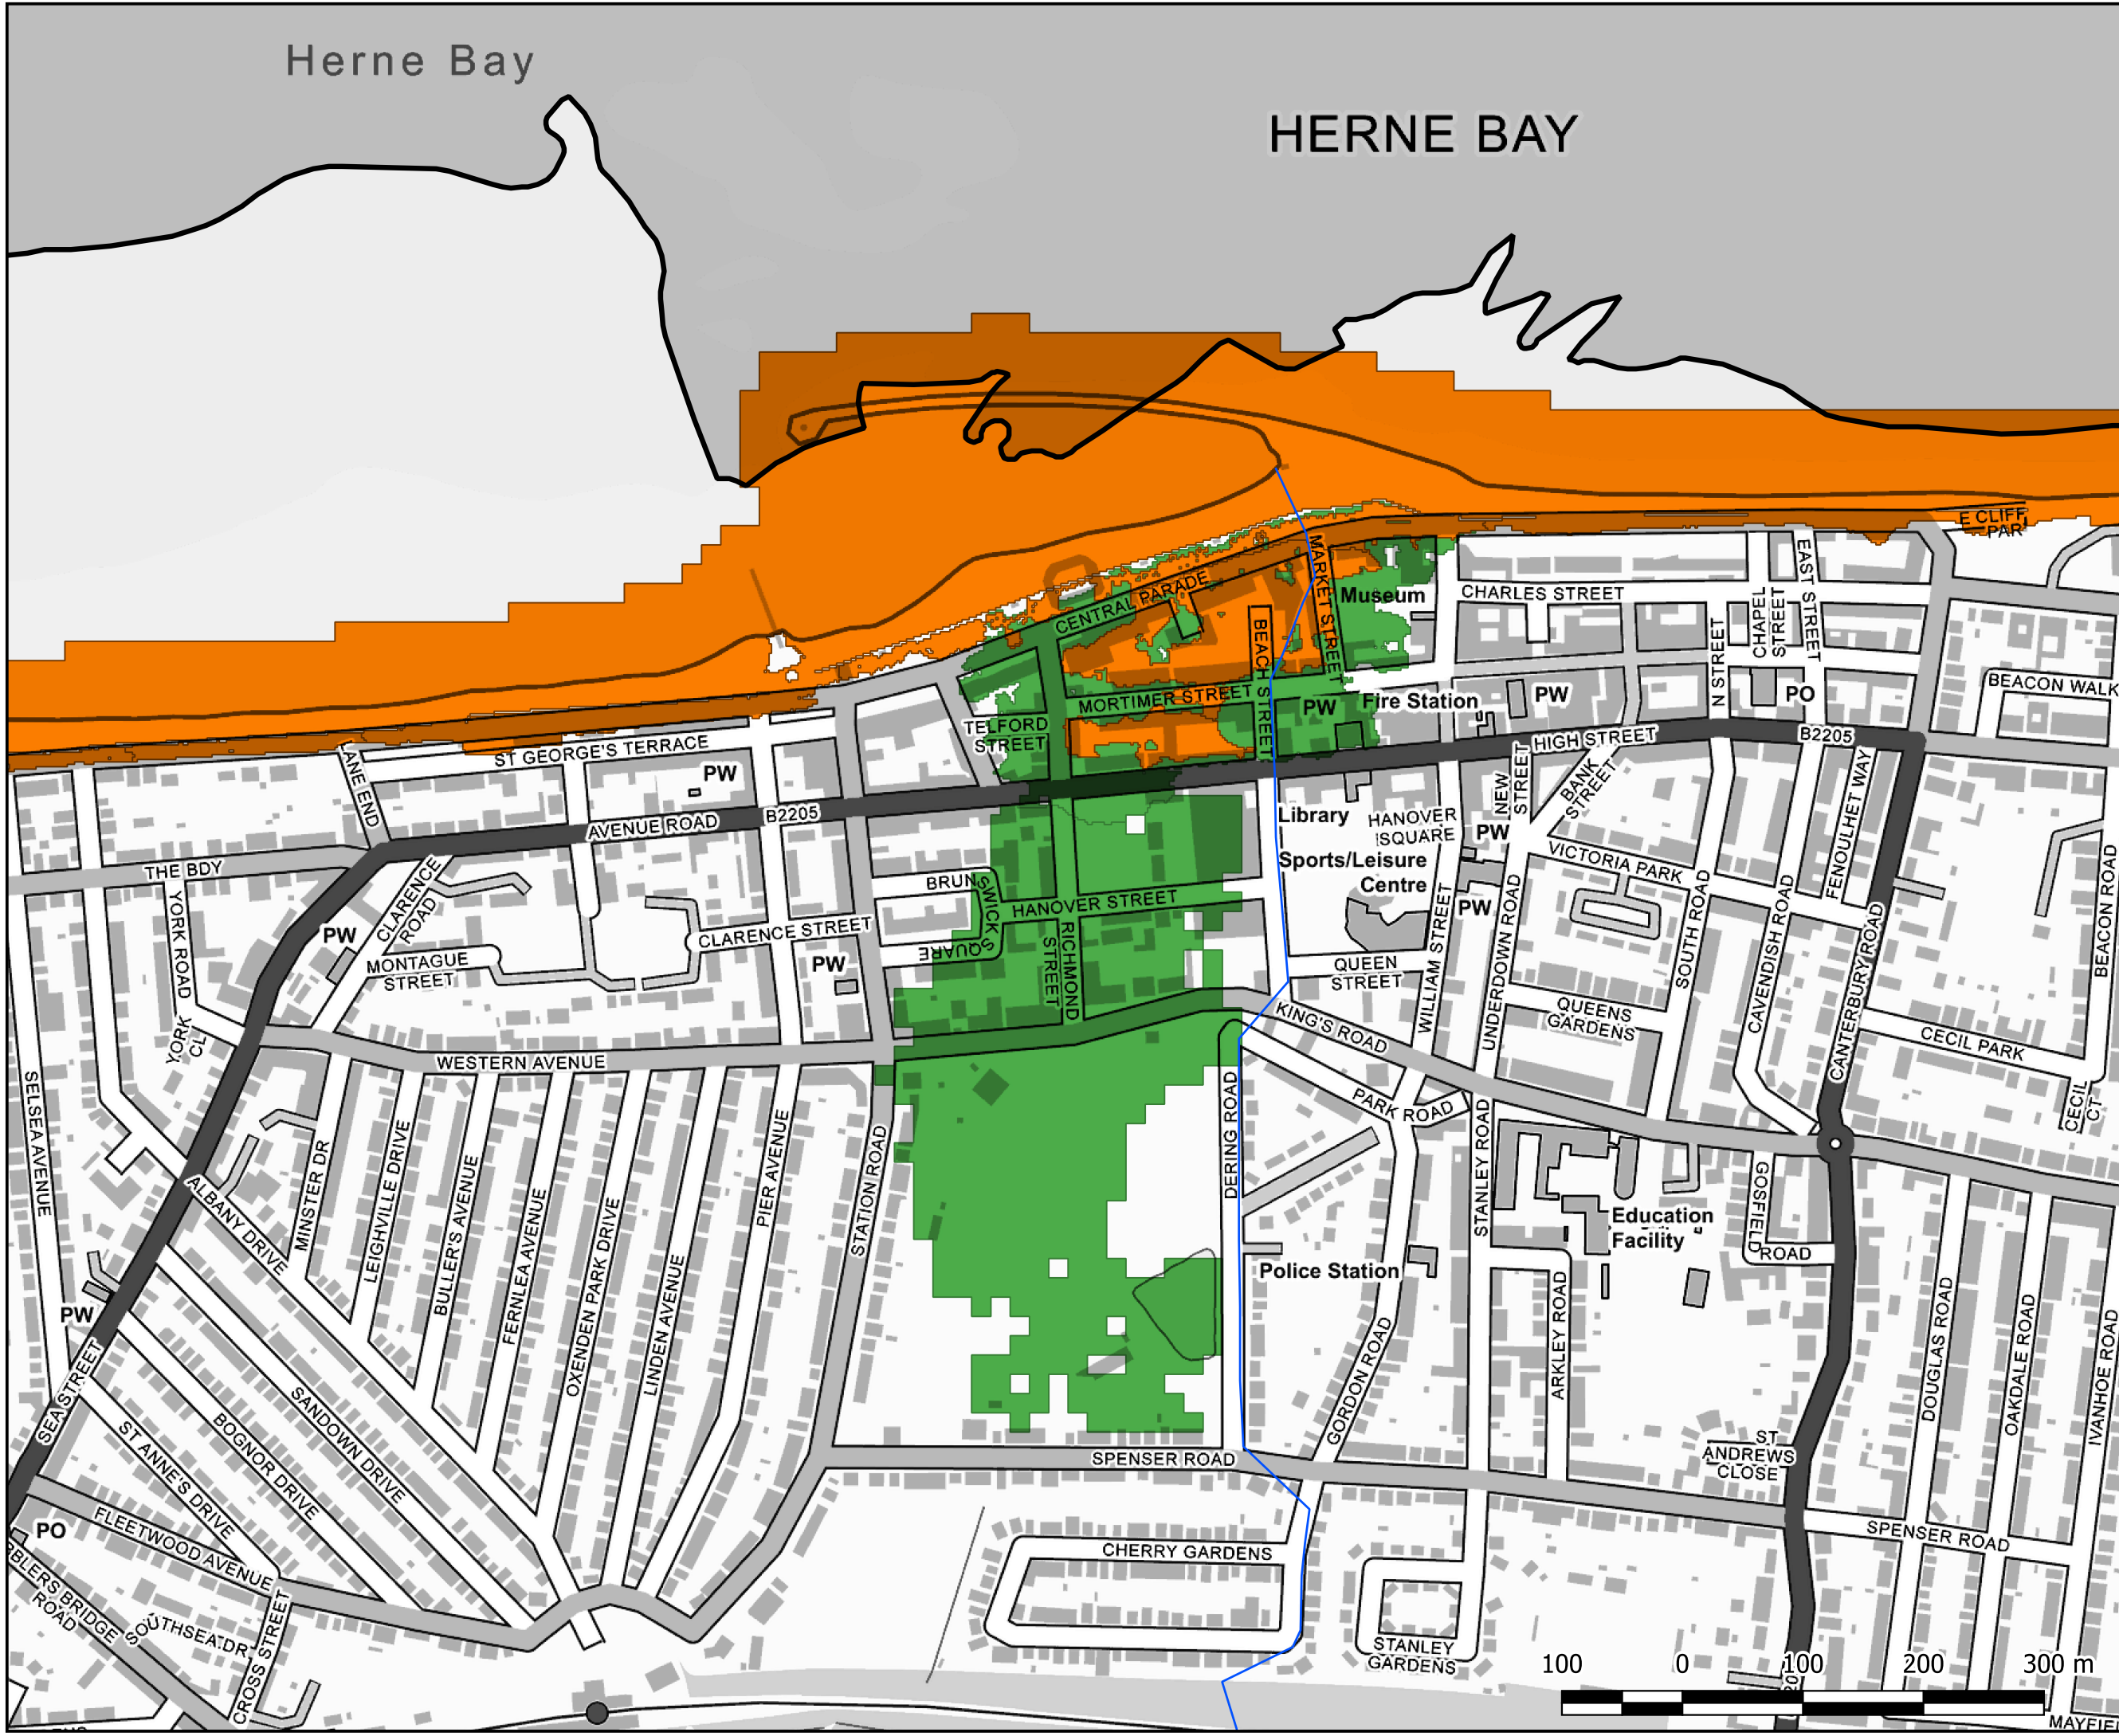 Herne Bay
HERNE BAY
E CLIFF
PAR
CENTRAL PARADE
MARKET STREET
Museum
CHARLES STREET
CHAPEL
STREET
EAST STREET
N STREET
BEACH STREET
MORTIMER STREET
PW
Fire Station
PW
PO
BEACON WALK
TELFORD
STREET
ST GEORGE'S TERRACE
HIGH STREET
B2205
LANE END
PW
AVENUE ROAD
B2205
NEW
STREET
BANK
STREET
FENOULHET WAY
Library
HANOVER
SQUARE
PW
Sports/Leisure
Centre
VICTORIA PARK
THE BDY
CLARENCE
ROAD
BRUNSWICK
SQUARE
HANOVER STREET
YORK ROAD
PW
MONTAGUE
STREET
CLARENCE STREET
PW
RICHMOND
STREET
QUEEN
STREET
PW
WILLIAM STREET
UNDERDOWN ROAD
SOUTH ROAD
CAVENDISH ROAD
CANTERBURY ROAD
BEACON ROAD
QUEENS
GARDENS
YORK
CL
WESTERN AVENUE
KING'S ROAD
CECIL PARK
CECIL
CT
PARK ROAD
SELSEA AVENUE
ALBANY DRIVE
MINSTER DR
LEIGHVILLE DRIVE
BULLER'S AVENUE
FERNLEA AVENUE
OXENDEN PARK DRIVE
LINDEN AVENUE
PIER AVENUE
STATION ROAD
DERING ROAD
STANLEY ROAD
Education
Facility
GOSFIELD
ROAD
Police Station
PW
SEA STREET
GORDON ROAD
ARKLEY ROAD
DOUGLAS ROAD
OAKDALE ROAD
IVANHOE ROAD
ST ANNE'S DRIVE
BOGNOR DRIVE
SANDOWN DRIVE
SPENSER ROAD
ST
ANDREWS
CLOSE
PO
FLEETWOOD AVENUE
SPENSER ROAD
CHERRY GARDENS
BBLERS BRIDGE
ROAD
SOUTHSEA DR
CROSS STREET
STANLEY
GARDENS
100 0 100 200 300 m
MAYFIE